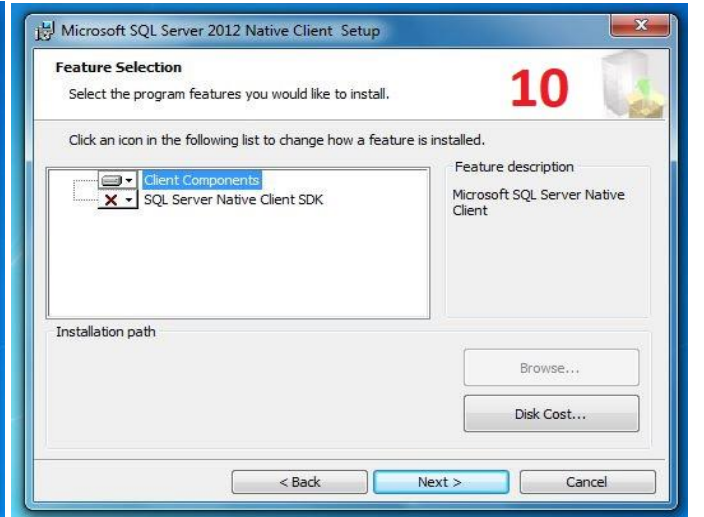 Microsoft SQL Server 2012 Native Client Setup
Feature Selection
Select the program features you would like to install.
10
Click an icon in the following list to change how a feature is installed.
Client Components
SQL Server Native Client SDK
Feature description
Microsoft SQL Server Native
Client
Installation path
Browse...
Disk Cost...
< Back
Next >
Cancel